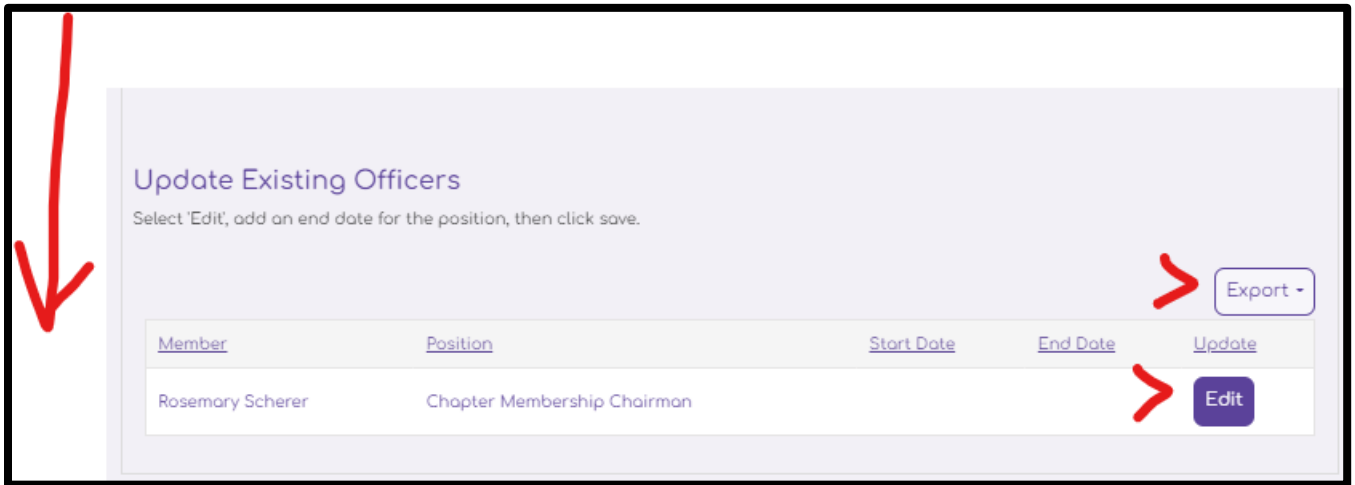 Update Existing Officers
Select 'Edit', add an end date for the position, then click save.
Export
Member Position Start Date End Date Update
Rosemary Scherer Chapter Membership Chairman Edit